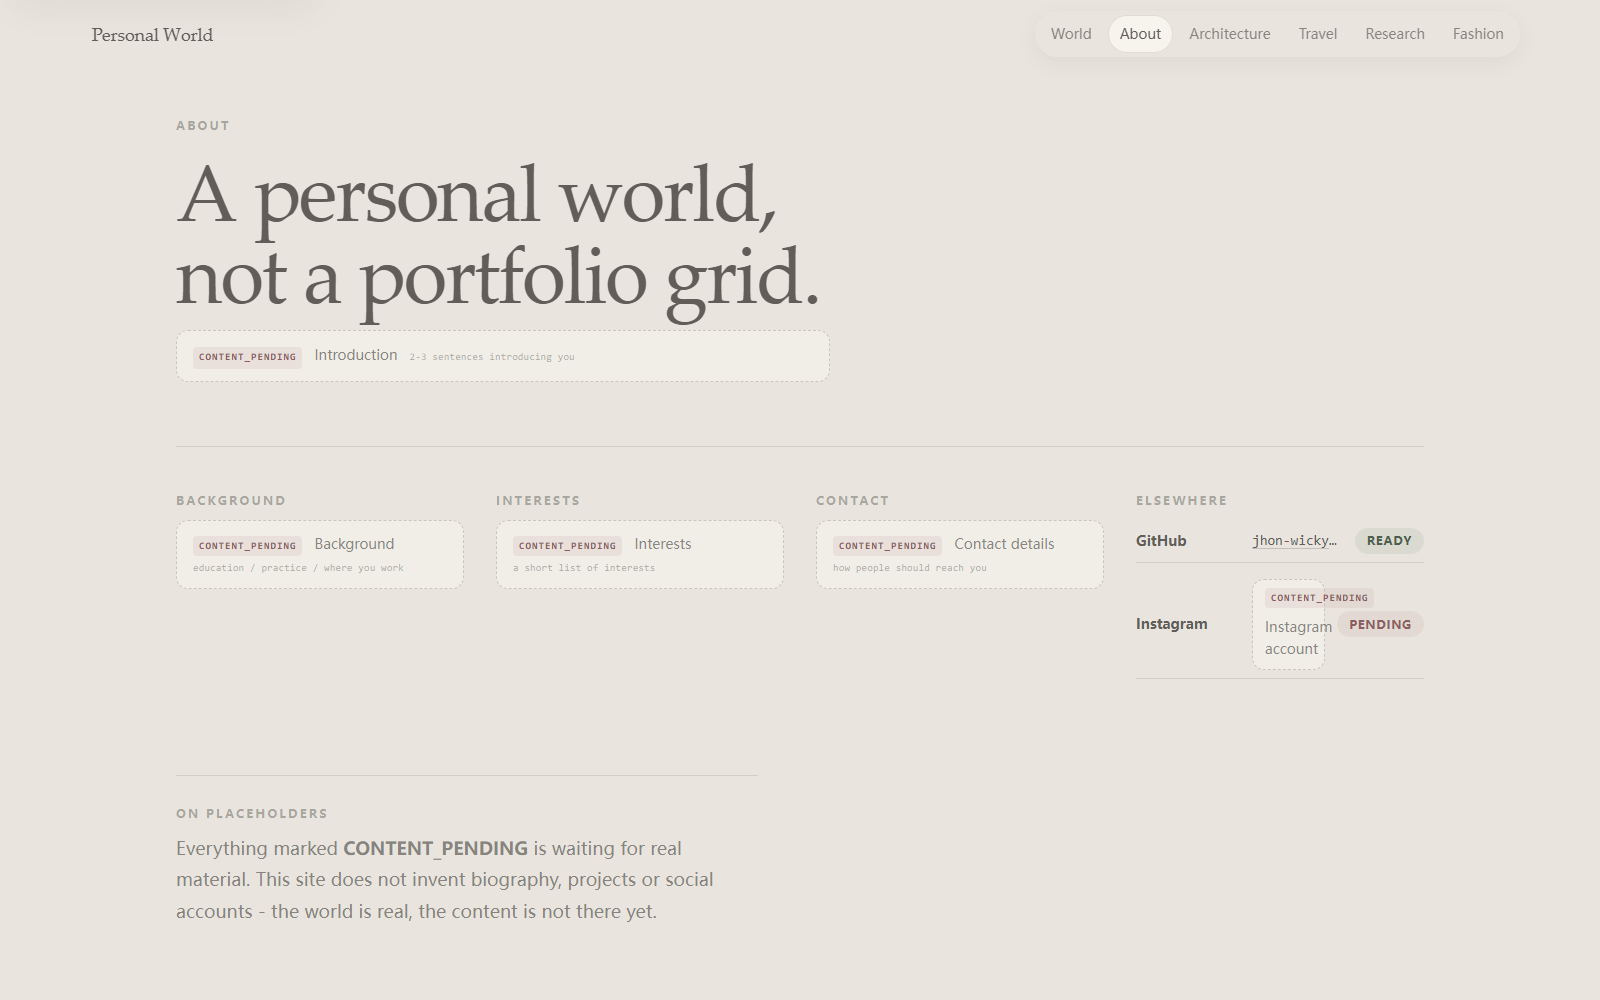 Personal World
World About Architecture Travel Research Fashion
ABOUT
A personal world,
not a portfolio grid.
CONTENT_PENDING Introduction 2-3 sentences introducing you
BACKGROUND
CONTENT_PENDING Background
education / practice / where you work
INTERESTS
CONTENT_PENDING Interests
a short list of interests
CONTACT
CONTENT_PENDING Contact details
how people should reach you
ELSEWHERE
GitHub jhon-wicky… READY
Instagram
CONTENT_PENDING
Instagram
account
PENDING
ON PLACEHOLDERS
Everything marked CONTENT_PENDING is waiting for real
material. This site does not invent biography, projects or social
accounts - the world is real, the content is not there yet.